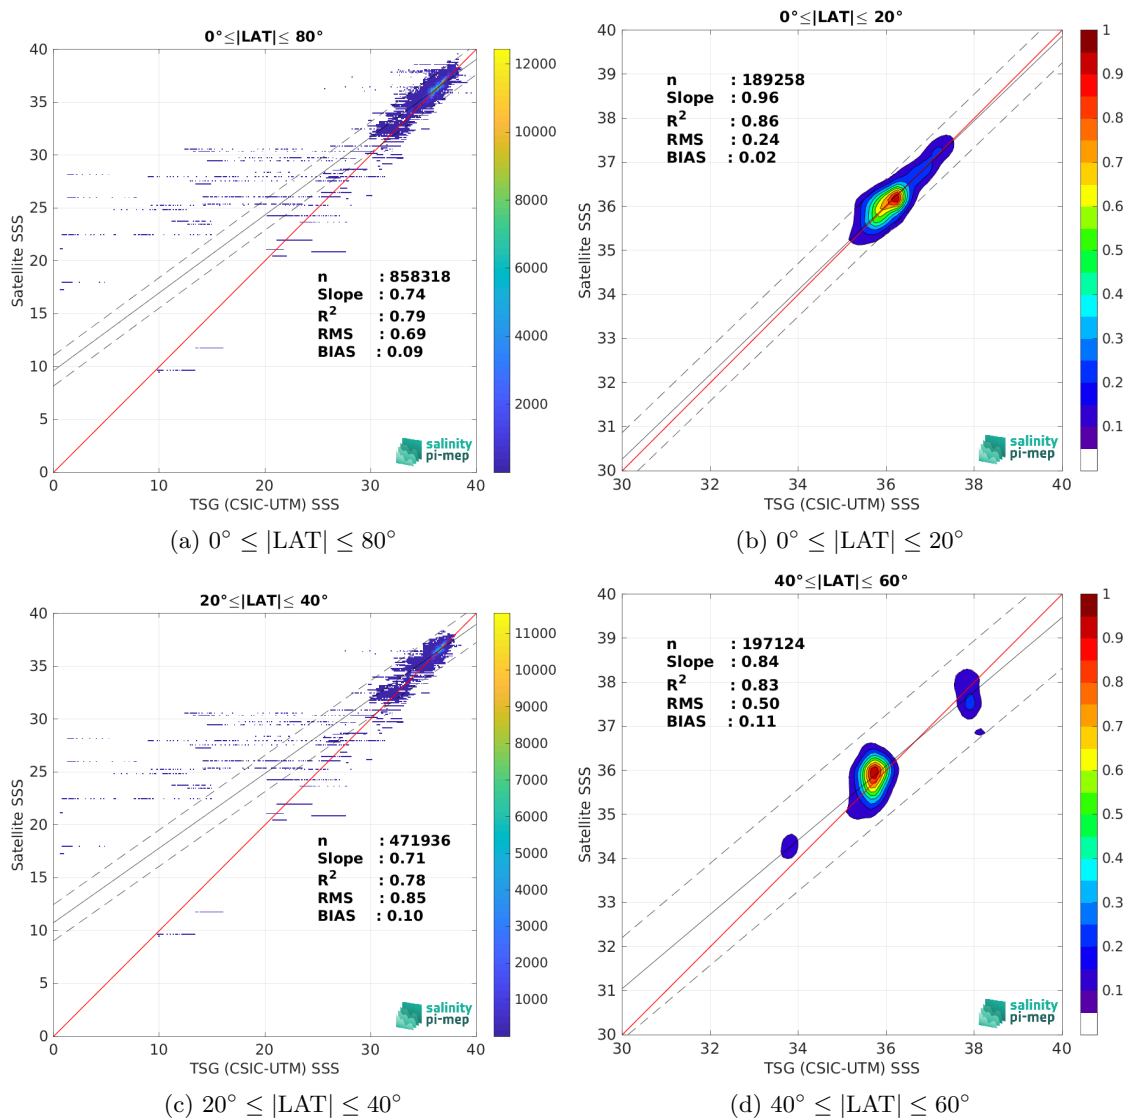 0°≤|LAT|≤ 80°
Satellite SSS
40
35
30
25
20
15
10
5
0
n : 858318
Slope : 0.74
R² : 0.79
RMS : 0.69
BIAS : 0.09
salinity
pi-mep
0 10 20 30 40
TSG (CSIC-UTM) SSS
12000
10000
8000
6000
4000
2000
(a) 0° ≤ |LAT| ≤ 80°
0°≤|LAT|≤ 20°
Satellite SSS
40
39
38
37
36
35
34
33
32
31
30
n : 189258
Slope : 0.96
R² : 0.86
RMS : 0.24
BIAS : 0.02
salinity
pi-mep
30 32 34 36 38 40
TSG (CSIC-UTM) SSS
1
0.9
0.8
0.7
0.6
0.5
0.4
0.3
0.2
0.1
(b) 0° ≤ |LAT| ≤ 20°
20°≤|LAT|≤ 40°
Satellite SSS
40
35
30
25
20
15
10
5
0
n : 471936
Slope : 0.71
R² : 0.78
RMS : 0.85
BIAS : 0.10
salinity
pi-mep
0 10 20 30 40
TSG (CSIC-UTM) SSS
11000
10000
9000
8000
7000
6000
5000
4000
3000
2000
1000
(c) 20° ≤ |LAT| ≤ 40°
40°≤|LAT|≤ 60°
Satellite SSS
40
39
38
37
36
35
34
33
32
31
30
n : 197124
Slope : 0.84
R² : 0.83
RMS : 0.50
BIAS : 0.11
salinity
pi-mep
30 32 34 36 38 40
TSG (CSIC-UTM) SSS
1
0.9
0.8
0.7
0.6
0.5
0.4
0.3
0.2
0.1
(d) 40° ≤ |LAT| ≤ 60°